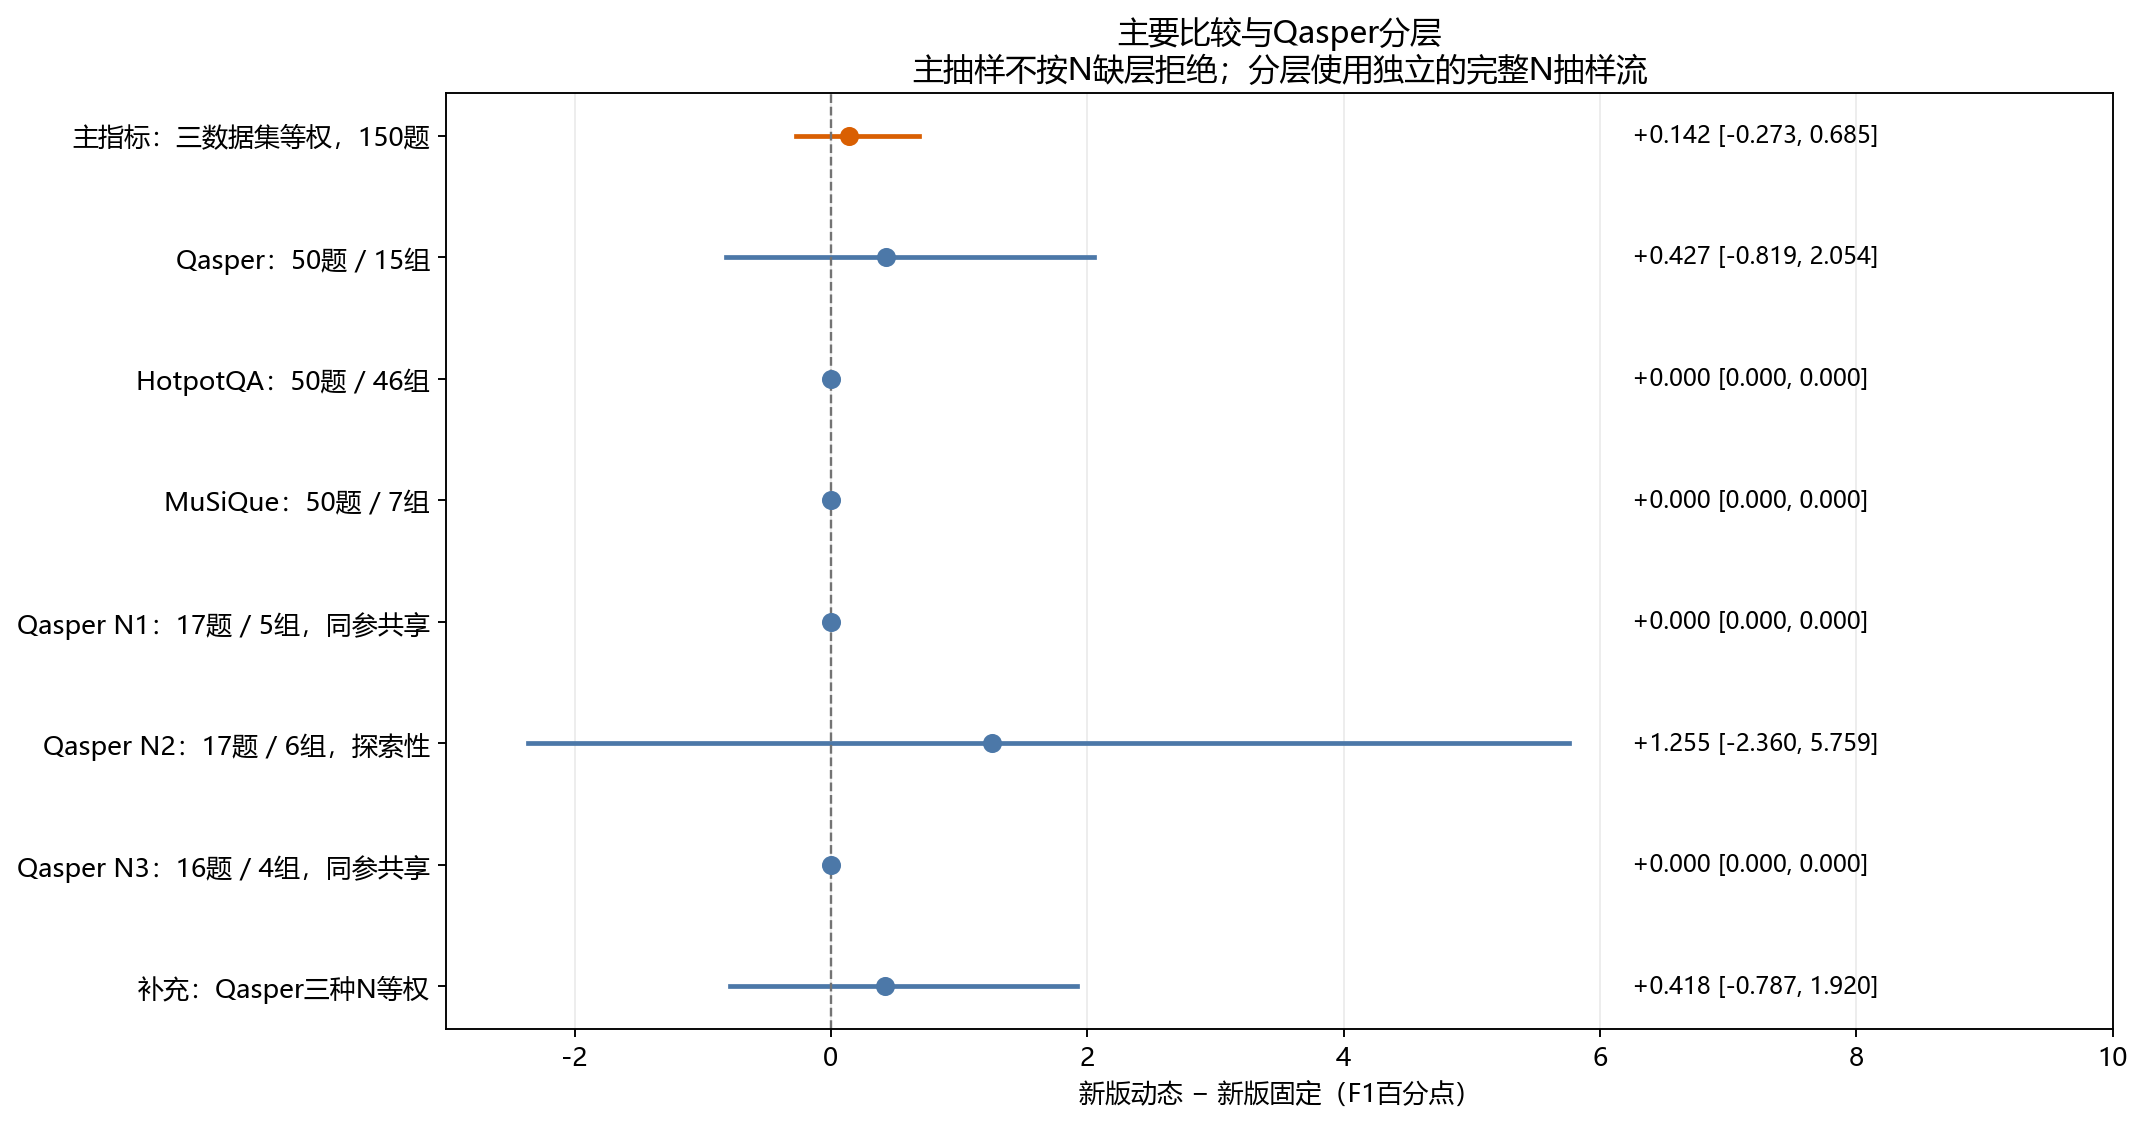 主要比较与Qasper分层
主抽样不按N缺层拒绝；分层使用独立的完整N抽样流
主指标：三数据集等权，150题
+0.142 [-0.273, 0.685]
Qasper：50题 / 15组
+0.427 [-0.819, 2.054]
HotpotQA：50题 / 46组
+0.000 [0.000, 0.000]
MuSiQue：50题 / 7组
+0.000 [0.000, 0.000]
Qasper N1：17题 / 5组，同参共享
+0.000 [0.000, 0.000]
Qasper N2：17题 / 6组，探索性
+1.255 [-2.360, 5.759]
Qasper N3：16题 / 4组，同参共享
+0.000 [0.000, 0.000]
补充：Qasper三种N等权
+0.418 [-0.787, 1.920]
-2 0 2 4 6 8 10
新版动态 − 新版固定（F1百分点）